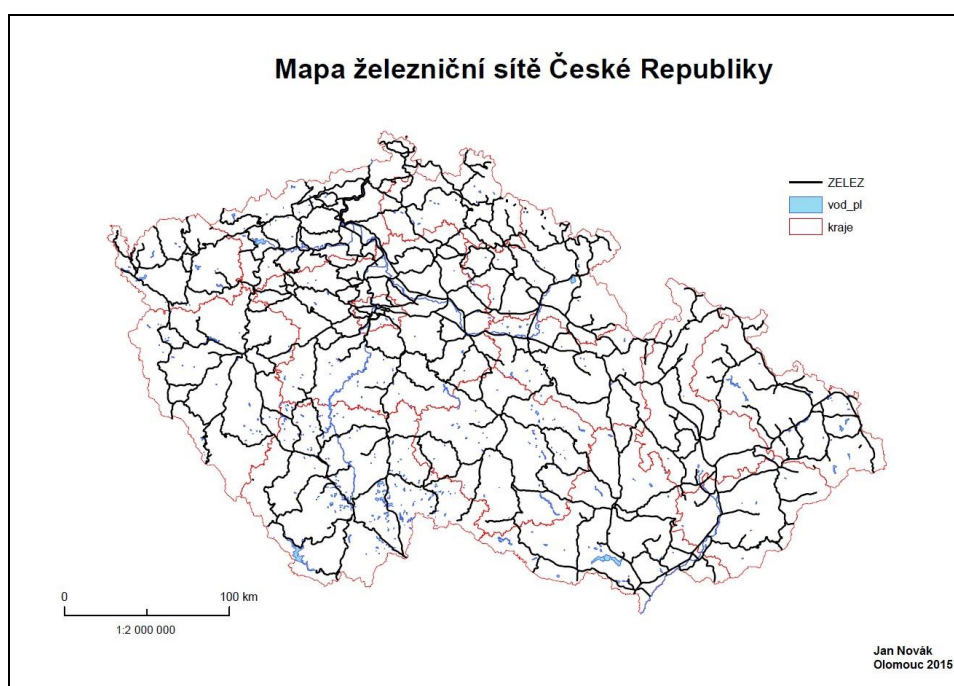 Mapa železniční sítě České Republiky
ZELEZ
vod_pl
kraje
0 100 km
1:2 000 000
Jan Novák
Olomouc 2015